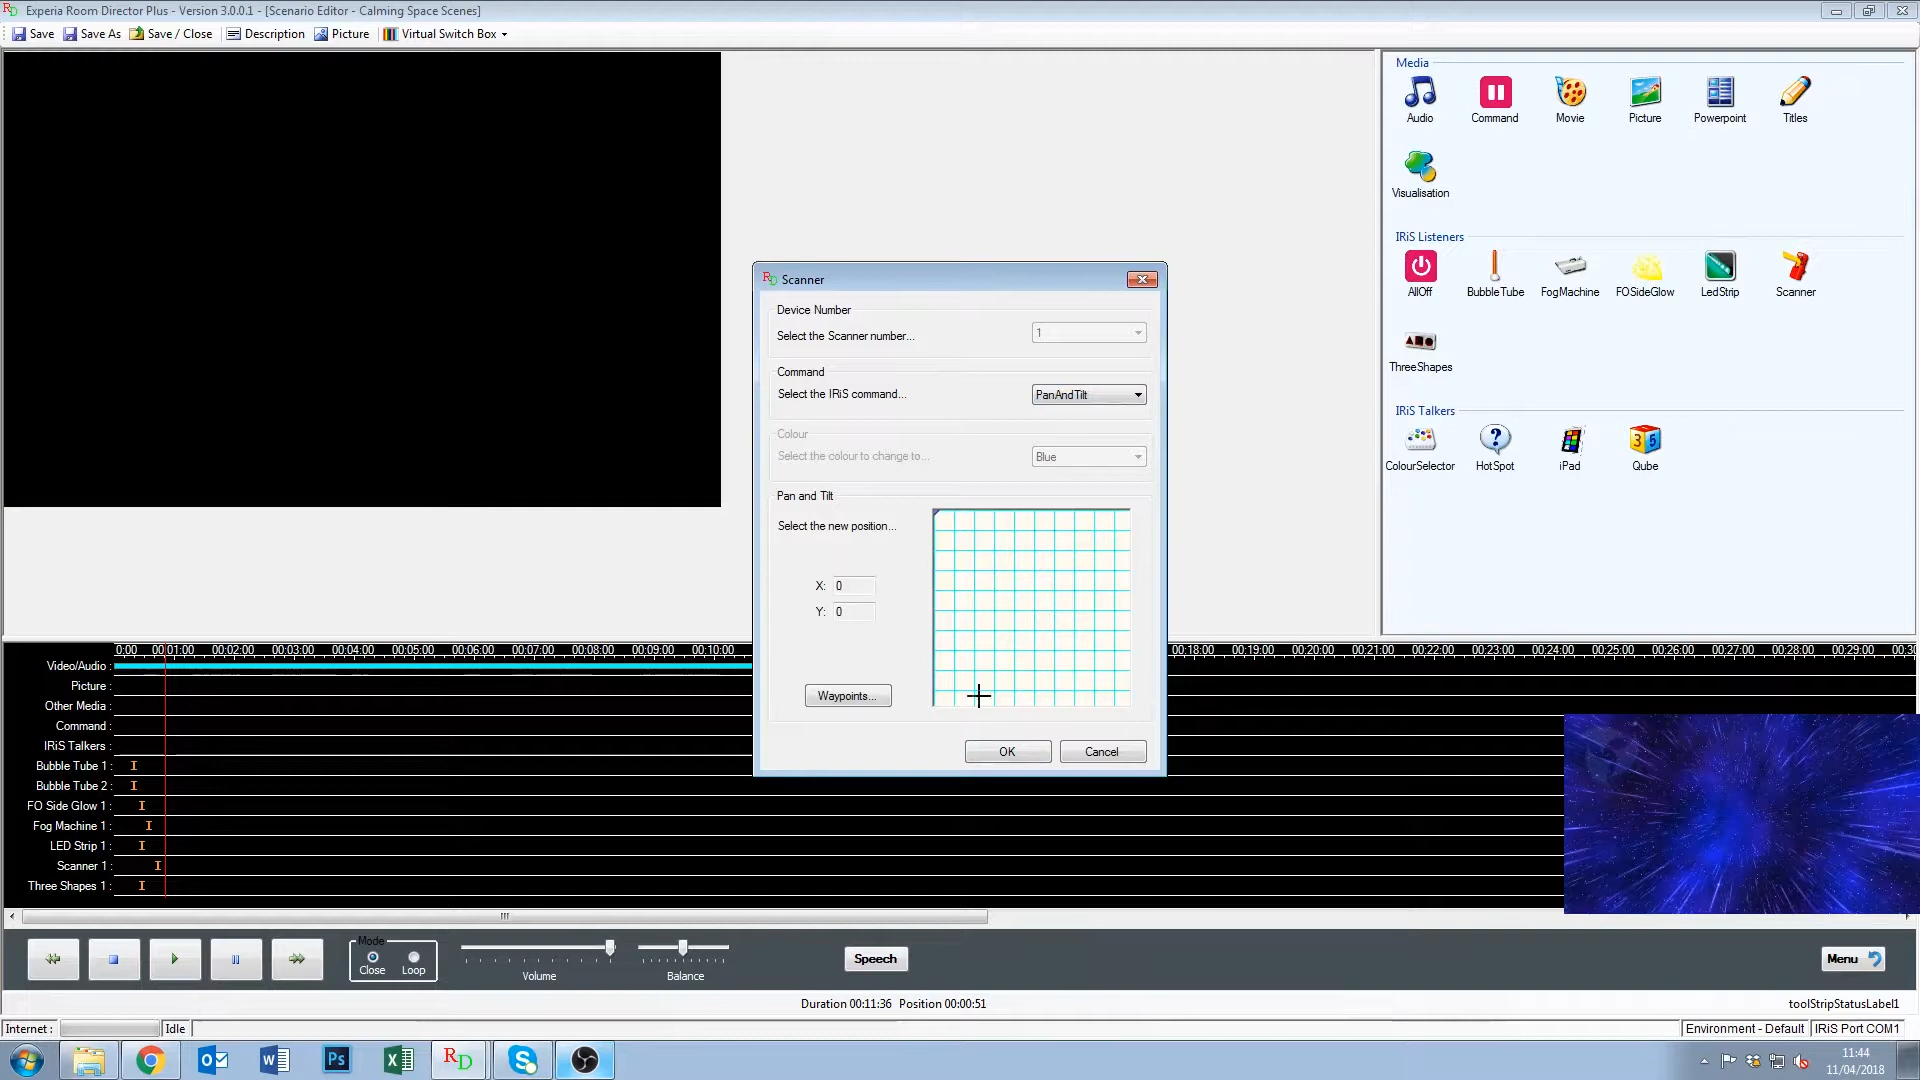 RD Experia Room Director Plus - Version 3.0.0.1 - [Scenario Editor - Calming Space Scenes]
Save Save As Save / Close Description Picture Virtual Switch Box
Media
Audio Command Movie Picture Powerpoint Titles
Visualisation
IRiS Listeners
AllOff BubbleTube FogMachine FOSideGlow LedStrip Scanner
ThreeShapes
IRiS Talkers
ColourSelector HotSpot iPad Qube
RD Scanner
Device Number
Select the Scanner number... 1
Command
Select the IRiS command... PanAndTilt
Colour
Select the colour to change to... Blue
Pan and Tilt
Select the new position...
X: 0
Y: 0
Waypoints...
OK Cancel
0:00 00:01:00 00:02:00 00:03:00 00:04:00 00:05:00 00:06:00 00:07:00 00:08:00 00:09:00 00:10:00 00:18:00 00:19:00 00:20:00 00:21:00 00:22:00 00:23:00 00:24:00 00:25:00 00:26:00 00:27:00 00:28:00 00:29:00
Video/Audio :
Picture :
Other Media :
Command :
IRiS Talkers :
Bubble Tube 1 :
Bubble Tube 2 :
FO Side Glow 1 :
Fog Machine 1 :
LED Strip 1 :
Scanner 1 :
Three Shapes 1 :
Mode
Close Loop
Volume
Balance
Speech
Menu
Duration 00:11:36 Position 00:00:51
toolStripStatusLabel1
Internet : Idle
Environment - Default IRiS Port COM1
11:44
11/04/2018